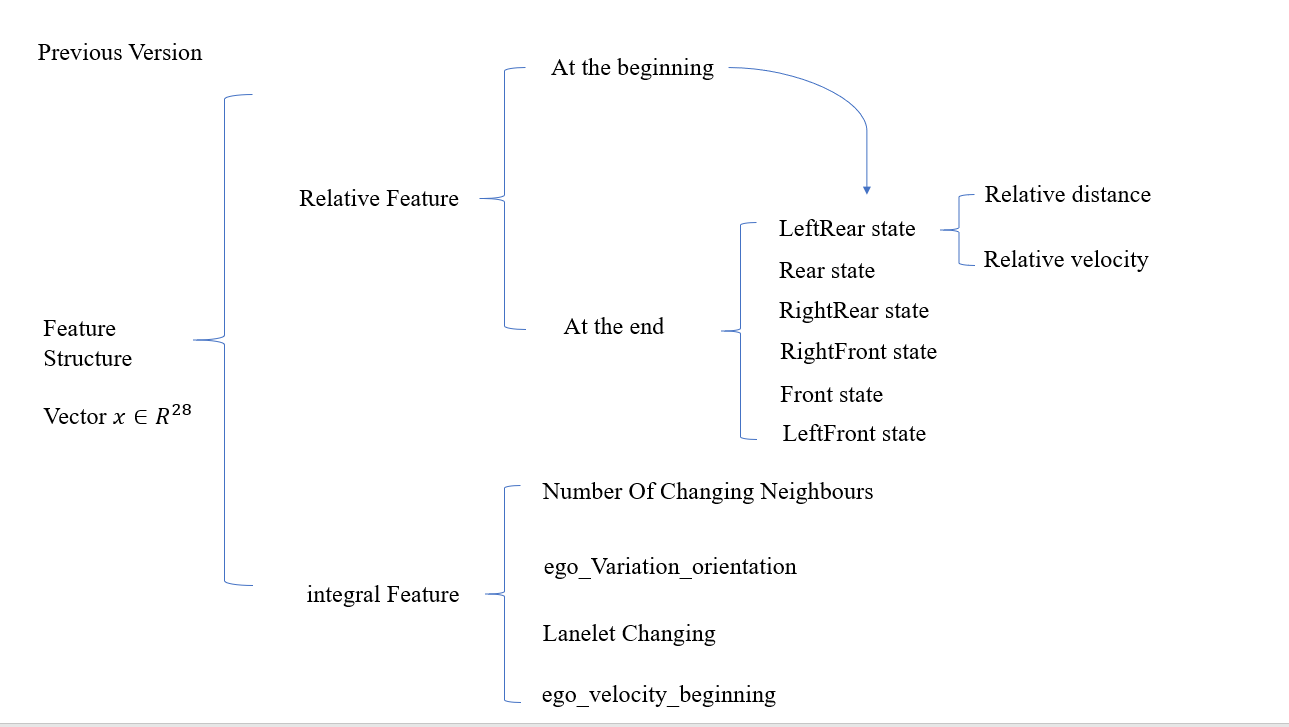 Previous Version
At the beginning
Relative Feature
Relative distance
LeftRear state
Relative velocity
Rear state
RightRear state
Feature
Structure
At the end
RightFront state
Front state
Vector x ∈ R²⁸
LeftFront state
Number Of Changing Neighbours
ego_Variation_orientation
integral Feature
Lanelet Changing
ego_velocity_beginning